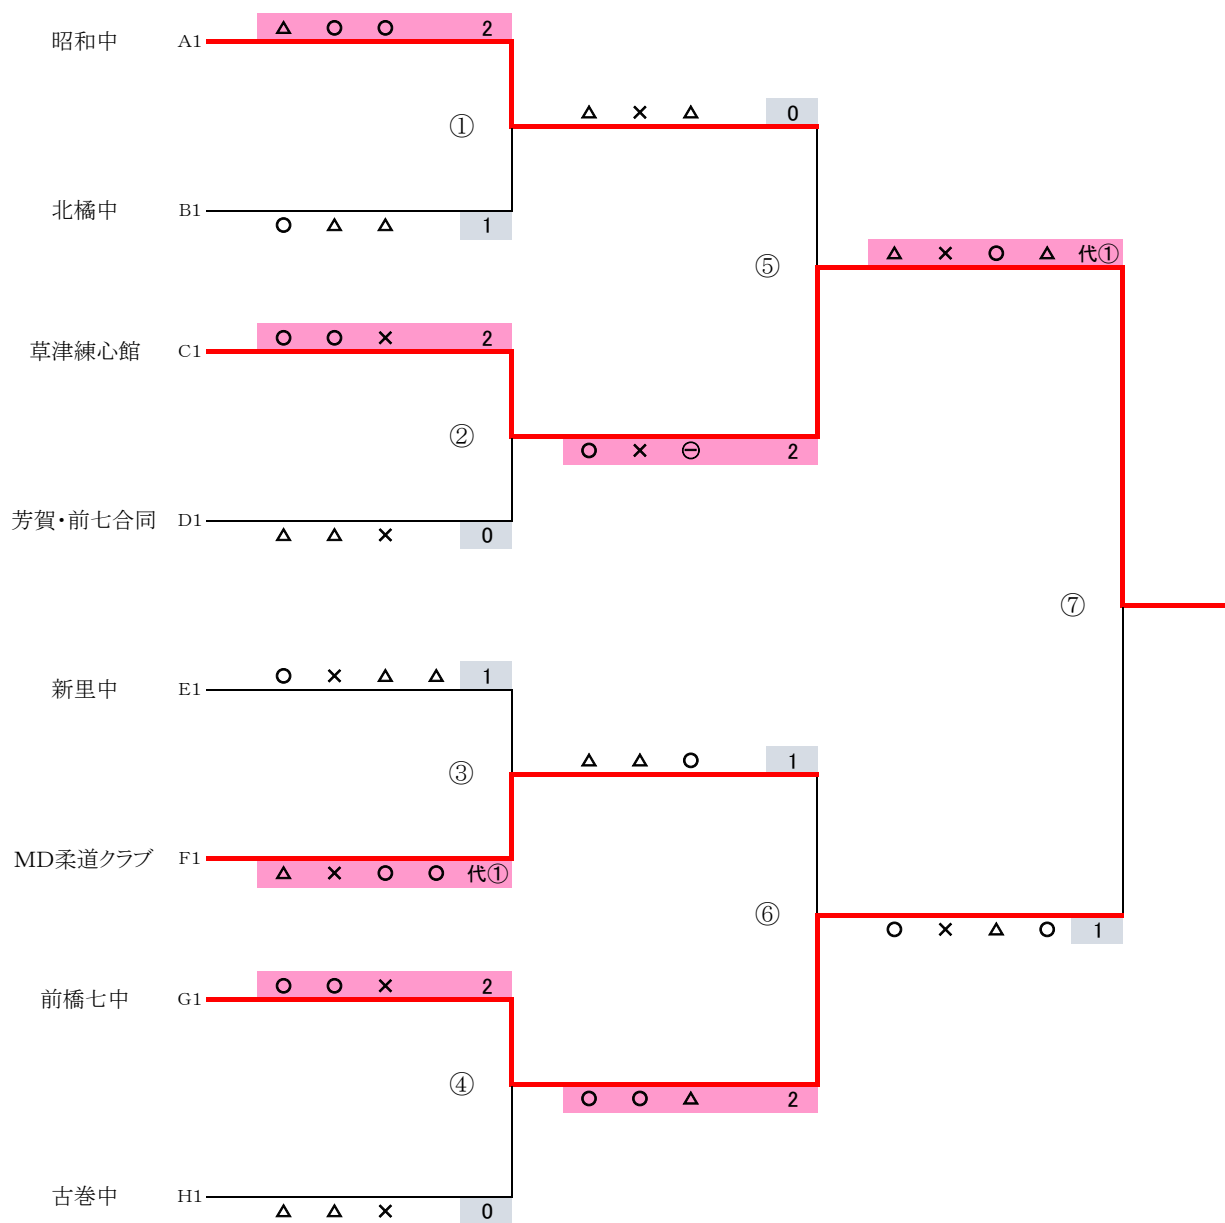 △ ○ ○ 2
昭和中 A1
△ × △ 0
①
北橘中 B1
○ △ △ 1
△ × ○ △ 代①
⑤
○ ○ × 2
草津練心館 C1
②
○ × ⊖ 2
芳賀・前七合同 D1
△ △ × 0
⑦
○ × △ △ 1
新里中 E1
△ △ ○ 1
③
MD柔道クラブ F1
△ × ○ ○ 代①
⑥
○ × △ ○ 1
○ ○ × 2
前橋七中 G1
④
○ ○ △ 2
古巻中 H1
△ △ × 0